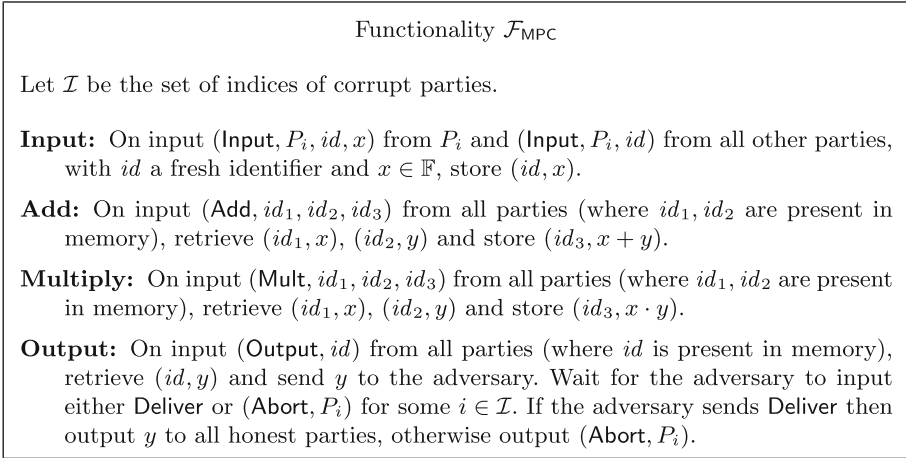 Functionality F_MPC
Let I be the set of indices of corrupt parties.
Input: On input (Input, P_i, id, x) from P_i and (Input, P_i, id) from all other parties,
with id a fresh identifier and x ∈ 𝔽, store (id, x).
Add: On input (Add, id_1, id_2, id_3) from all parties (where id_1, id_2 are present in
memory), retrieve (id_1, x), (id_2, y) and store (id_3, x + y).
Multiply: On input (Mult, id_1, id_2, id_3) from all parties (where id_1, id_2 are present
in memory), retrieve (id_1, x), (id_2, y) and store (id_3, x · y).
Output: On input (Output, id) from all parties (where id is present in memory),
retrieve (id, y) and send y to the adversary. Wait for the adversary to input
either Deliver or (Abort, P_i) for some i ∈ I. If the adversary sends Deliver then
output y to all honest parties, otherwise output (Abort, P_i).